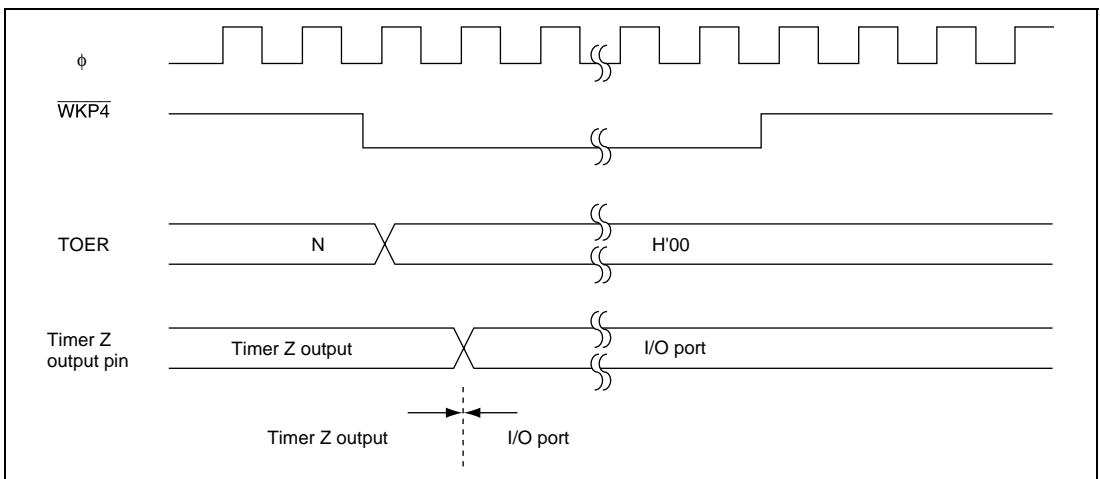 ϕ
WKP4
TOER
N
H'00
Timer Z
output pin
Timer Z output
I/O port
Timer Z output
I/O port